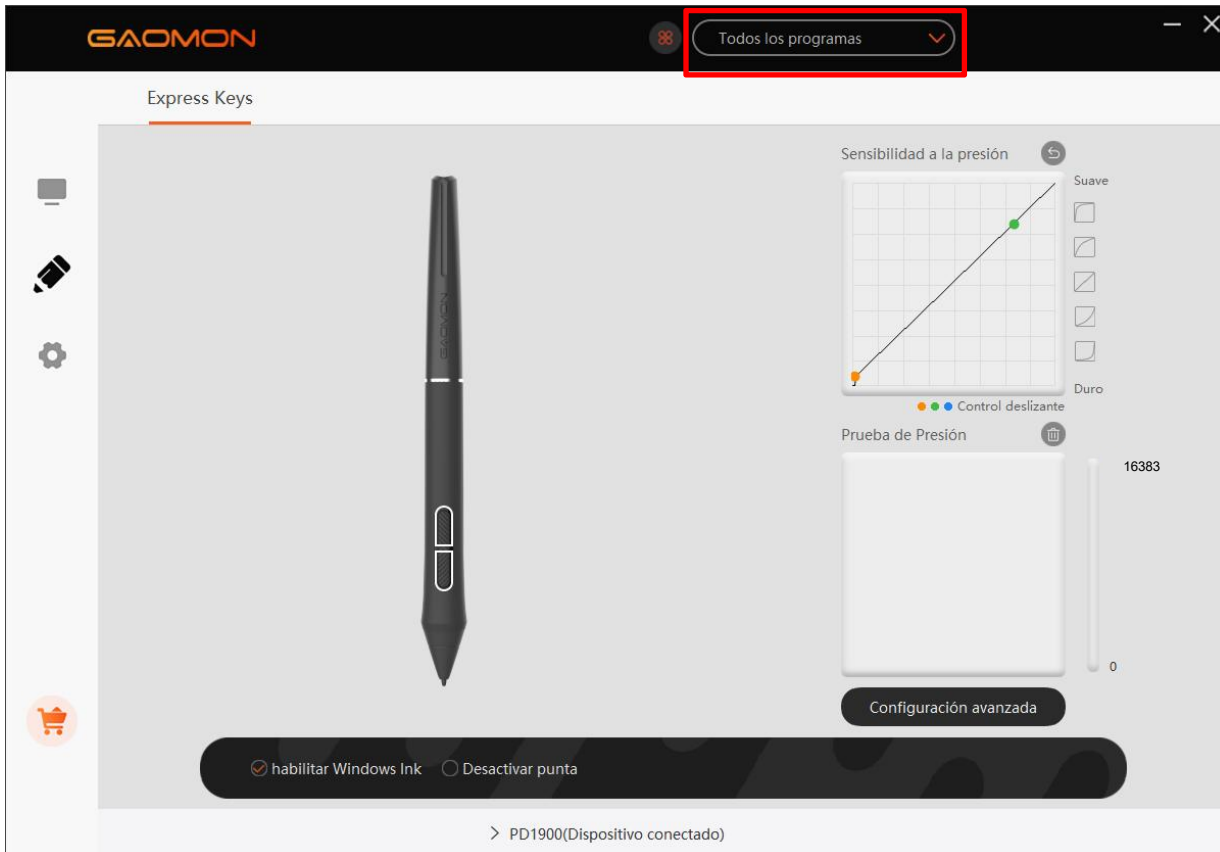 GAOMON
Todos los programas
Express Keys
Sensibilidad a la presión
Suave
GAOMON
Duro
Control deslizante
Prueba de Presión
16383
0
Configuración avanzada
habilitar Windows Ink
Desactivar punta
PD1900(Dispositivo conectado)